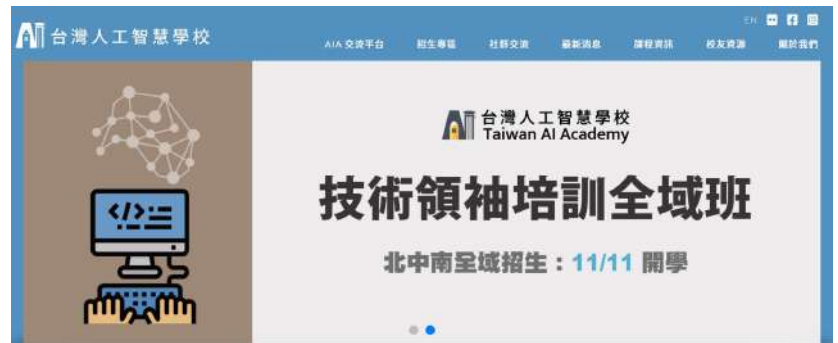 EN
台灣人工智慧學校
AIA 交流平台 招生專區 社群交流 最新消息 課程資訊 校友資源 關於我們
台灣人工智慧學校
Taiwan AI Academy
</>
技術領袖培訓全域班
北中南全域招生：11/11 開學